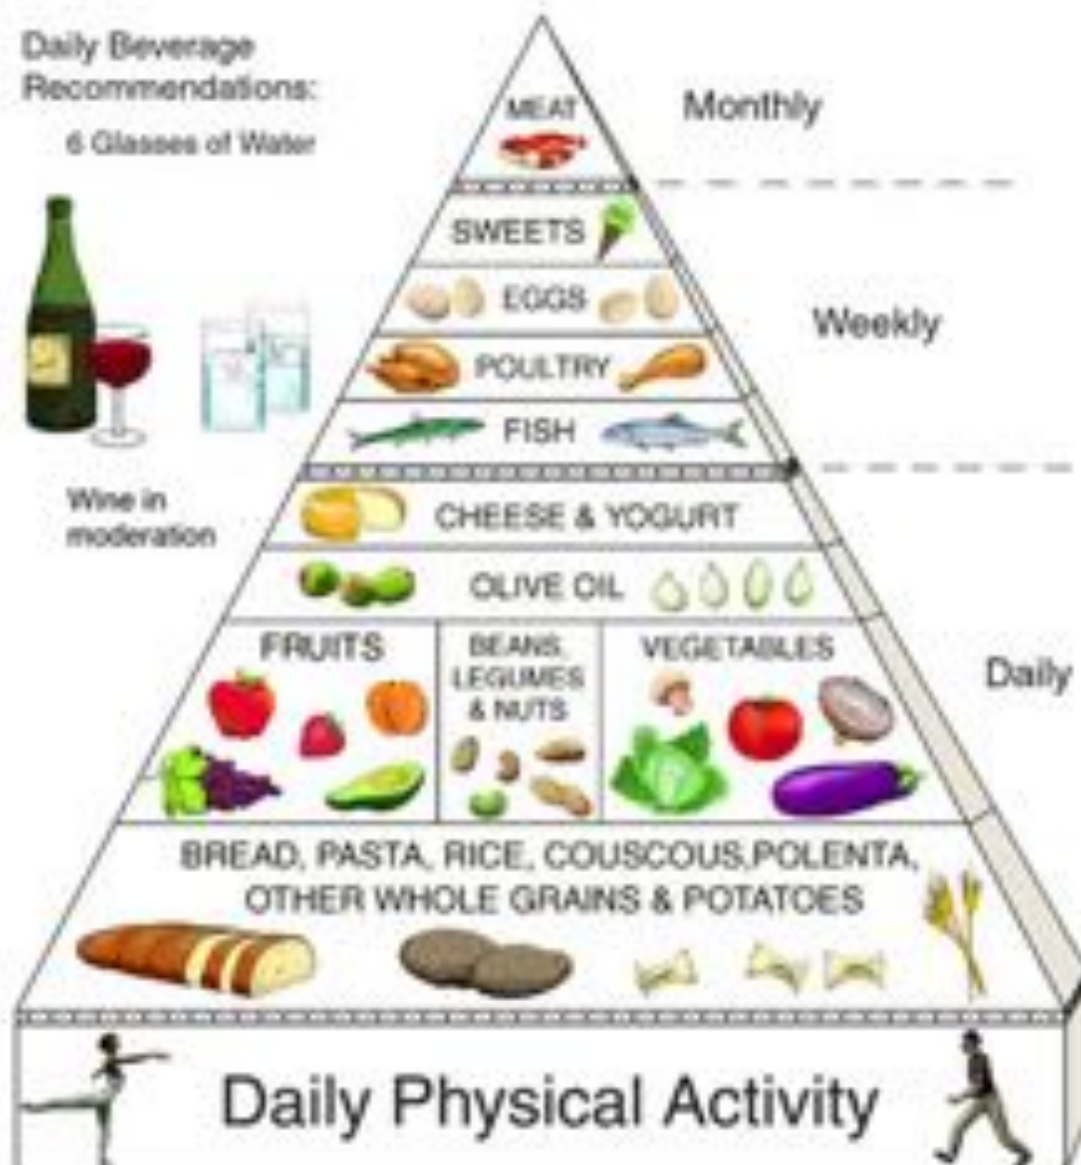 Daily Beverage
Recommendations:
6 Glasses of Water
Wine in
moderation
MEAT
Monthly
SWEETS
EGGS
Weekly
POULTRY
FISH
CHEESE & YOGURT
OLIVE OIL
FRUITS
BEANS,
LEGUMES
& NUTS
VEGETABLES
Daily
BREAD, PASTA, RICE, COUSCOUS,POLENTA,
OTHER WHOLE GRAINS & POTATOES
Daily Physical Activity